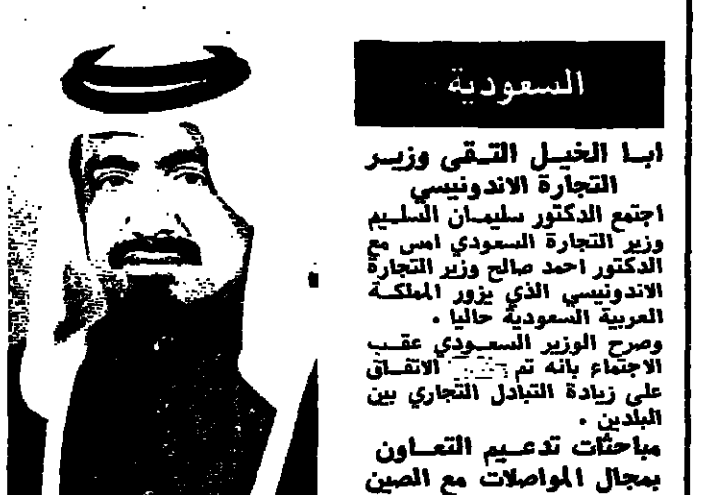 السعودية
ابا الخيل التقى وزير
التجارة الاندونيسي
اجتمع الدكتور سليمان السليم
وزير التجارة السعودي امس مع
الدكتور احمد صالح وزير التجارة
الاندونيسي الذي يزور المملكة
العربية السعودية حاليا .
وصرح الوزير السعودي عقب
الاجتماع بانه تم الاتفاق
على زيادة التبادل التجاري بين
البلدين .
مباحثات تدعيم التعاون
بمجال المواصلات مع الصين